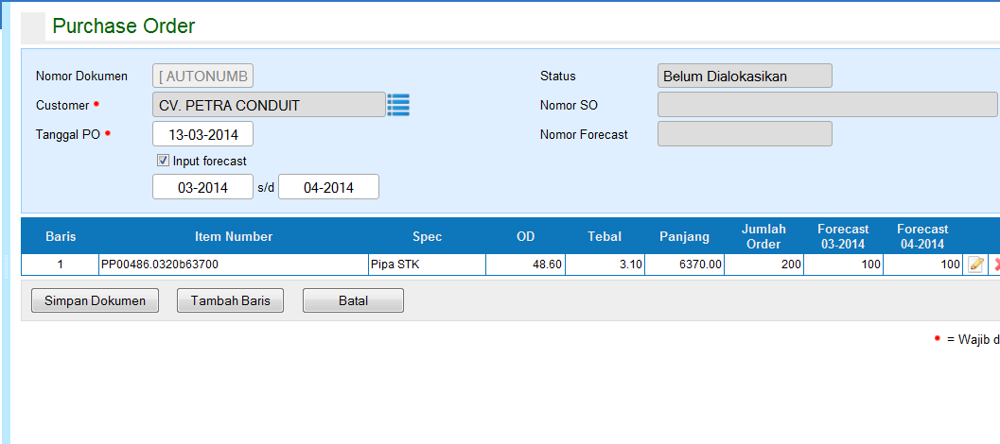 Purchase Order
Nomor Dokumen [ AUTONUMB Status Belum Dialokasikan
Customer * CV. PETRA CONDUIT Nomor SO
Tanggal PO * 13-03-2014 Nomor Forecast
Input forecast
03-2014 s/d 04-2014
Baris Item Number Spec OD Tebal Panjang Jumlah Order Forecast 03-2014 Forecast 04-2014
1 PP00486.0320b63700 Pipa STK 48.60 3.10 6370.00 200 100 100
Simpan Dokumen Tambah Baris Batal
* = Wajib d